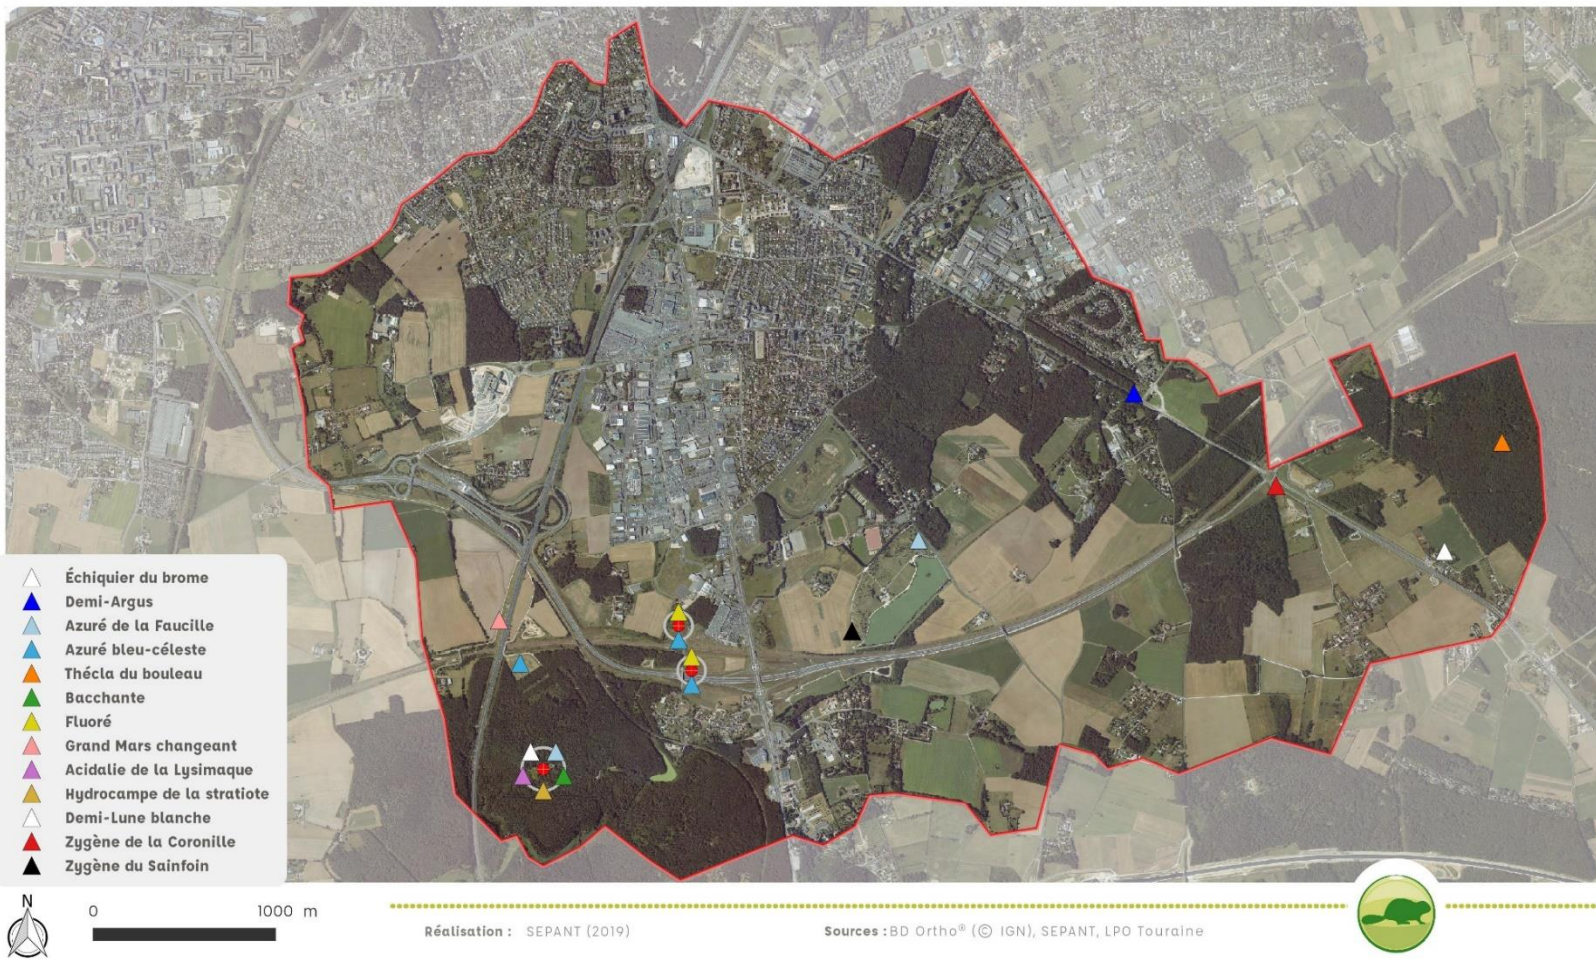 Échiquier du brome
Demi-Argus
Azuré de la Faucille
Azuré bleu-céleste
Thécla du bouleau
Bacchante
Fluoré
Grand Mars changeant
Acidalie de la Lysimaque
Hydrocampe de la stratiote
Demi-Lune blanche
Zygène de la Coronille
Zygène du Sainfoin
N
0 1000 m
Réalisation : SEPANT (2019)
Sources : BD Ortho® (© IGN), SEPANT, LPO Touraine